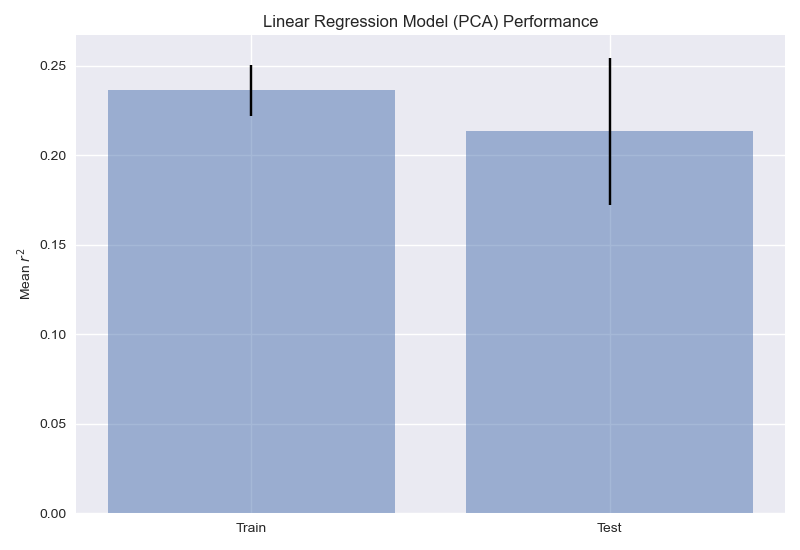 Linear Regression Model (PCA) Performance
0.25
0.20
0.15
0.10
0.05
0.00
Mean r²
Train
Test